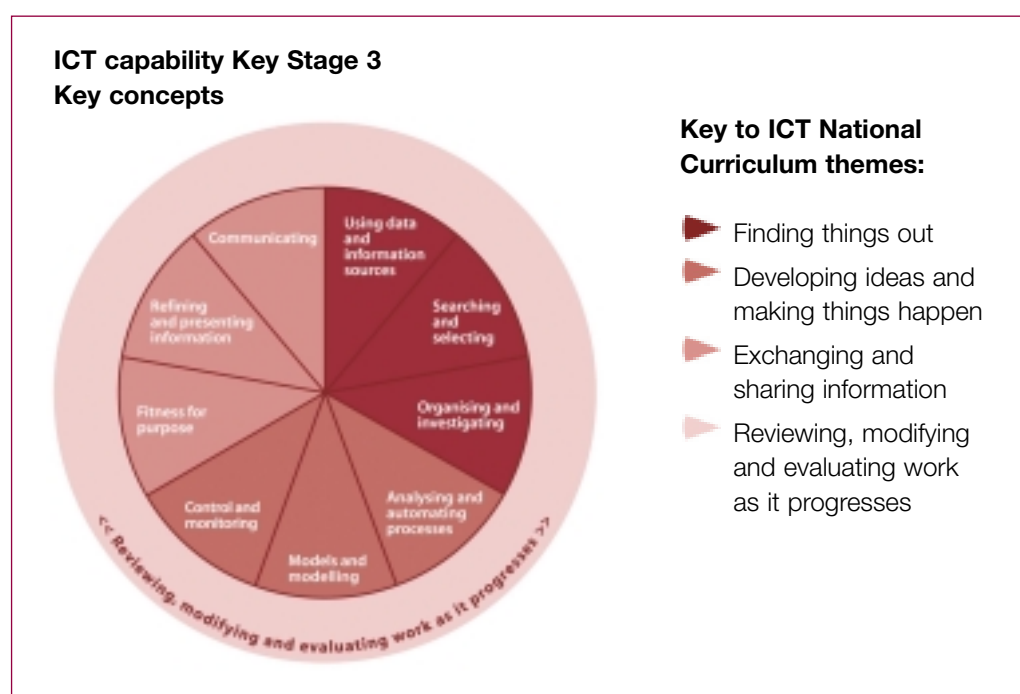 ICT capability Key Stage 3
Key concepts
Key to ICT National
Curriculum themes:
Finding things out
Developing ideas and
making things happen
Exchanging and
sharing information
Reviewing, modifying
and evaluating work
as it progresses
Using data
and
information
sources
Searching
and
selecting
Organising and
investigating
Analysing and
automating
processes
Models and
modelling
Control and
monitoring
Fitness for
purpose
Refining
and presenting
information
Communicating
<< Reviewing, modifying and evaluating work as it progresses >>